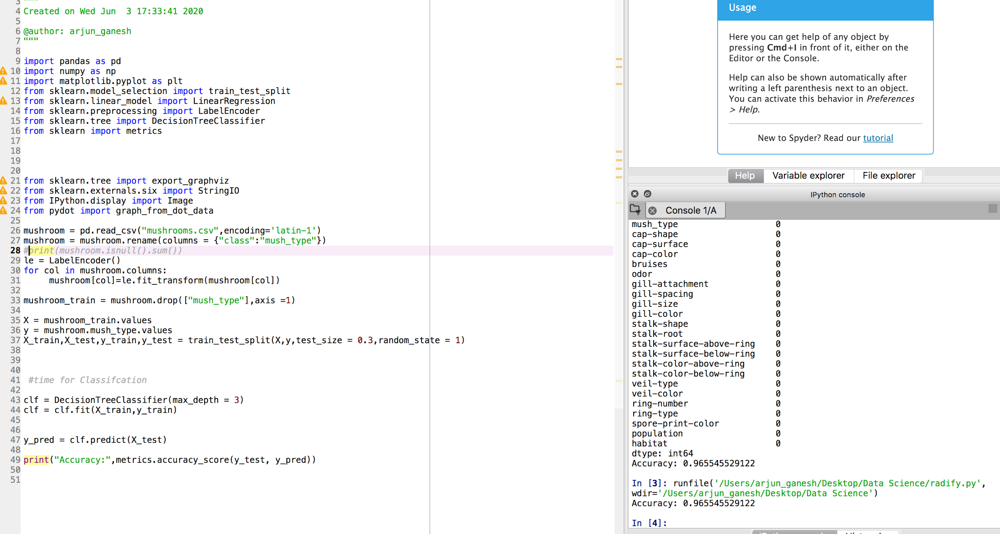 3 """
4 Created on Wed Jun  3 17:33:41 2020
5
6 @author: arjun_ganesh
7 """
8
9 import pandas as pd
10 import numpy as np
11 import matplotlib.pyplot as plt
12 from sklearn.model_selection import train_test_split
13 from sklearn.linear_model import LinearRegression
14 from sklearn.preprocessing import LabelEncoder
15 from sklearn.tree import DecisionTreeClassifier
16 from sklearn import metrics
17
18
19
20
21 from sklearn.tree import export_graphviz
22 from sklearn.externals.six import StringIO
23 from IPython.display import Image
24 from pydot import graph_from_dot_data
25
26 mushroom = pd.read_csv("mushrooms.csv",encoding='latin-1')
27 mushroom = mushroom.rename(columns = {"class":"mush_type"})
28 #print(mushroom.isnull().sum())
29 le = LabelEncoder()
30 for col in mushroom.columns:
31      mushroom[col]=le.fit_transform(mushroom[col])
32
33 mushroom_train = mushroom.drop(["mush_type"],axis =1)
34
35 X = mushroom_train.values
36 y = mushroom.mush_type.values
37 X_train,X_test,y_train,y_test = train_test_split(X,y,test_size = 0.3,random_state = 1)
38
39
40
41  #time for Classifcation
42
43 clf = DecisionTreeClassifier(max_depth = 3)
44 clf = clf.fit(X_train,y_train)
45
46
47 y_pred = clf.predict(X_test)
48
49 print("Accuracy:",metrics.accuracy_score(y_test, y_pred))
50
51
Usage
Here you can get help of any object by
pressing Cmd+I in front of it, either on the
Editor or the Console.
Help can also be shown automatically after
writing a left parenthesis next to an object.
You can activate this behavior in Preferences
> Help.
New to Spyder? Read our tutorial
Help Variable explorer File explorer
IPython console
Console 1/A
mush_type 0
cap-shape 0
cap-surface 0
cap-color 0
bruises 0
odor 0
gill-attachment 0
gill-spacing 0
gill-size 0
gill-color 0
stalk-shape 0
stalk-root 0
stalk-surface-above-ring 0
stalk-surface-below-ring 0
stalk-color-above-ring 0
stalk-color-below-ring 0
veil-type 0
veil-color 0
ring-number 0
ring-type 0
spore-print-color 0
population 0
habitat 0
dtype: int64
Accuracy: 0.965545529122
In [3]: runfile('/Users/arjun_ganesh/Desktop/Data Science/radify.py',
wdir='/Users/arjun_ganesh/Desktop/Data Science')
Accuracy: 0.965545529122
In [4]: